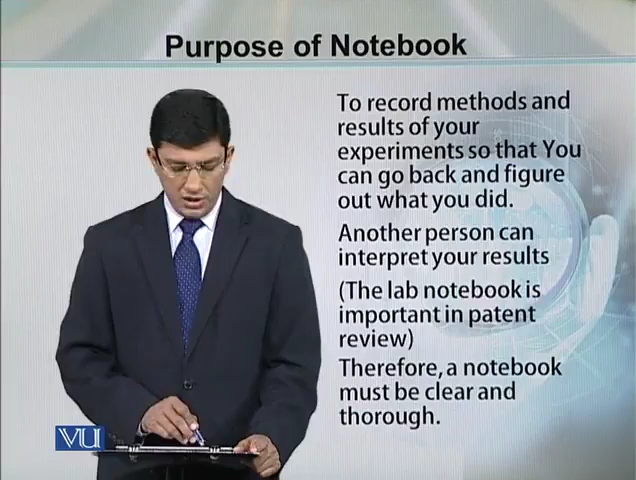 Purpose of Notebook
To record methods and
results of your
experiments so that You
can go back and figure
out what you did.
Another person can
interpret your results
(The lab notebook is
important in patent
review)
Therefore, a notebook
must be clear and
thorough.
VU